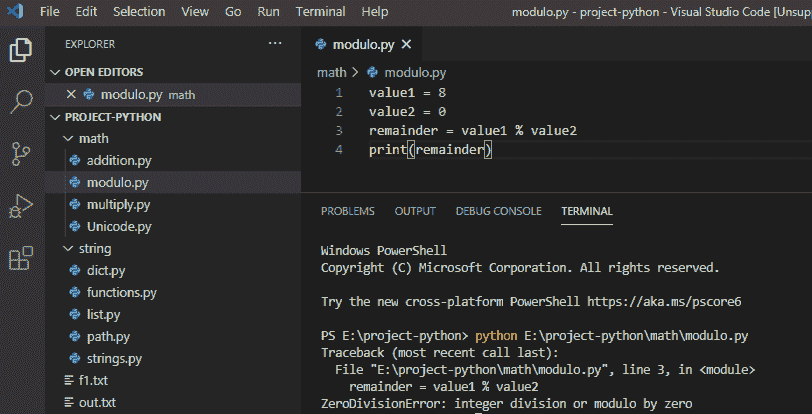 File Edit Selection View Go Run Terminal Help modulo.py - project-python - Visual Studio Code [Unsup
EXPLORER ...
OPEN EDITORS
modulo.py math
PROJECT-PYTHON
math
addition.py
modulo.py
multiply.py
Unicode.py
string
dict.py
functions.py
list.py
path.py
strings.py
f1.txt
out.txt
modulo.py
math > modulo.py
1 value1 = 8
2 value2 = 0
3 remainder = value1 % value2
4 print(remainder)
PROBLEMS OUTPUT DEBUG CONSOLE TERMINAL
Windows PowerShell
Copyright (C) Microsoft Corporation. All rights reserved.
Try the new cross-platform PowerShell https://aka.ms/pscore6
PS E:\project-python> python E:\project-python\math\modulo.py
Traceback (most recent call last):
File "E:\project-python\math\modulo.py", line 3, in <module>
remainder = value1 % value2
ZeroDivisionError: integer division or modulo by zero